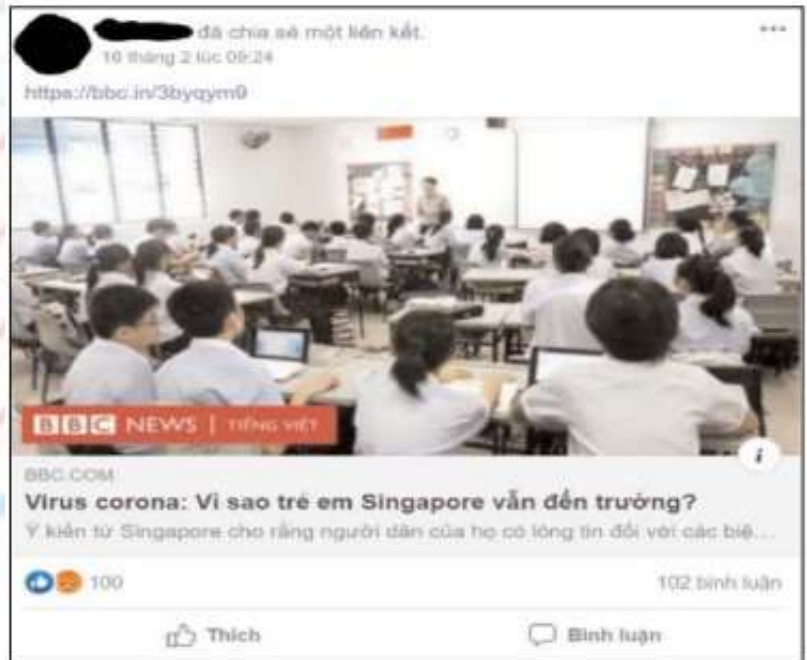 đã chia sẻ một liên kết.
16 tháng 2 lúc 09:24
https://bbc.in/3byqym9
BBC NEWS | TIẾNG VIỆT
BBC.COM
Virus corona: Vì sao trẻ em Singapore vẫn đến trường?
Ý kiến từ Singapore cho rằng người dân của họ có lòng tin đối với các biệ...
100
102 bình luận
Thích
Bình luận